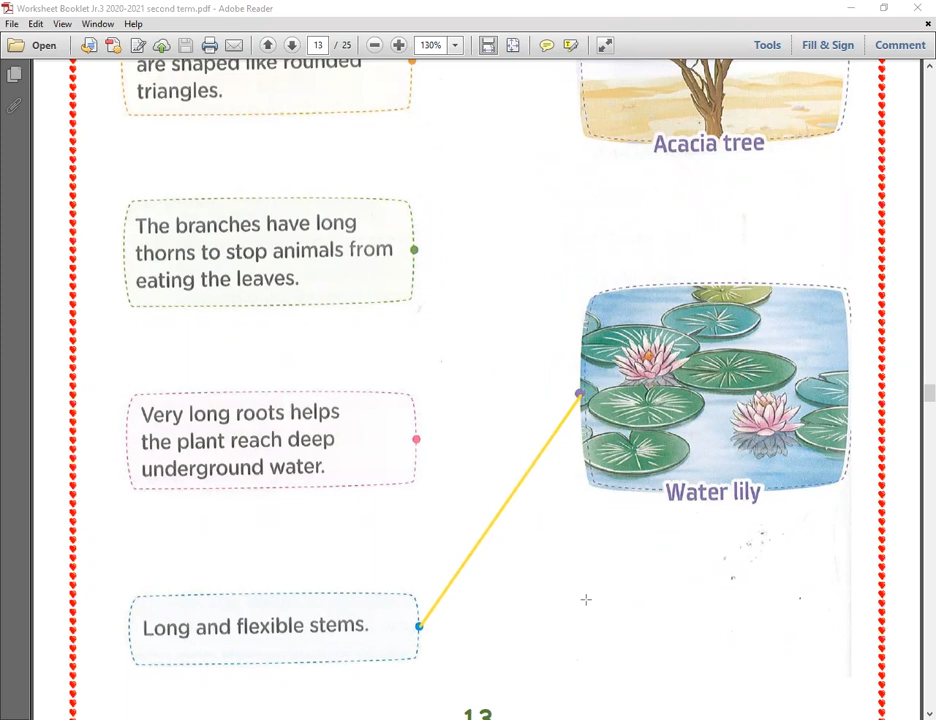 Worksheet Booklet Jr.3 2020-2021 second term.pdf - Adobe Reader
File Edit View Window Help
Open 13 / 25 130% Tools Fill & Sign Comment
are shaped like rounded
triangles.
Acacia tree
The branches have long
thorns to stop animals from
eating the leaves.
Very long roots helps
the plant reach deep
underground water.
Water lily
Long and flexible stems.
13